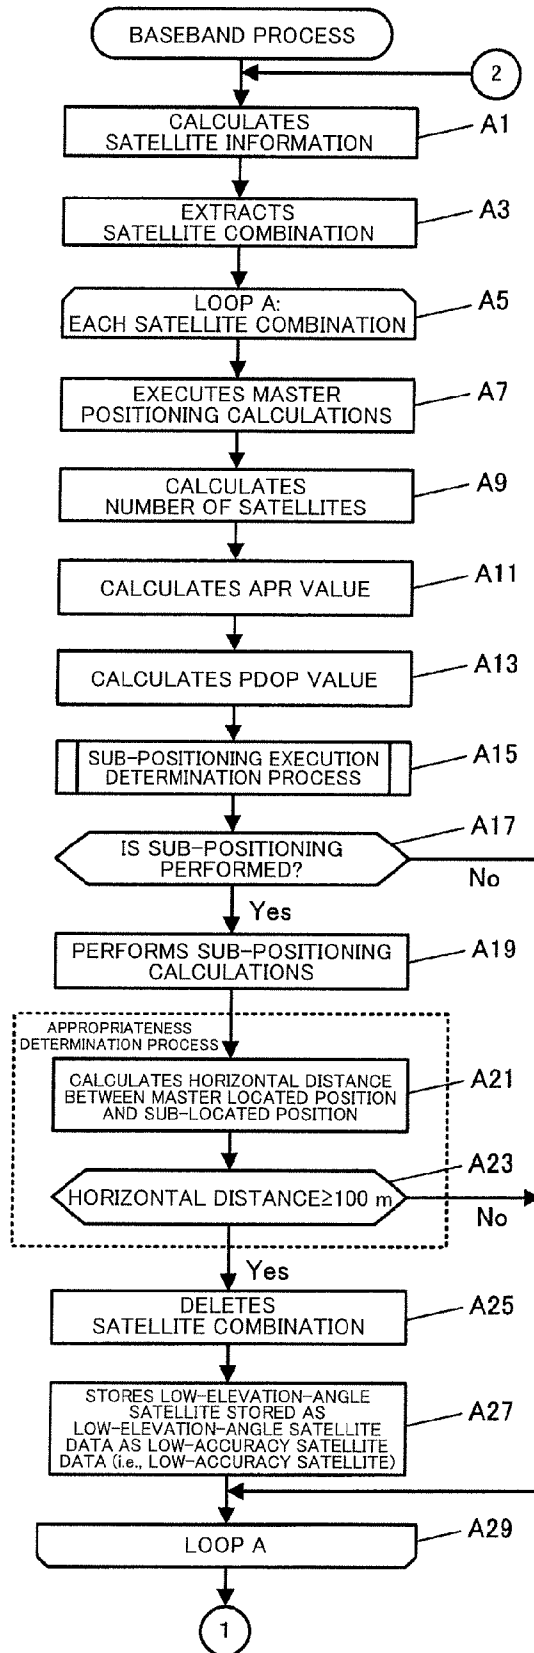 BASEBAND PROCESS
2
CALCULATES
SATELLITE INFORMATION
A1
EXTRACTS
SATELLITE COMBINATION
A3
LOOP A:
EACH SATELLITE COMBINATION
A5
EXECUTES MASTER
POSITIONING CALCULATIONS
A7
CALCULATES
NUMBER OF SATELLITES
A9
CALCULATES APR VALUE
A11
CALCULATES PDOP VALUE
A13
SUB-POSITIONING EXECUTION
DETERMINATION PROCESS
A15
IS SUB-POSITIONING
PERFORMED?
A17
No
Yes
PERFORMS SUB-POSITIONING
CALCULATIONS
A19
APPROPRIATENESS
DETERMINATION PROCESS
CALCULATES HORIZONTAL DISTANCE
BETWEEN MASTER LOCATED POSITION
AND SUB-LOCATED POSITION
A21
HORIZONTAL DISTANCE≥100 m
A23
No
Yes
DELETES
SATELLITE COMBINATION
A25
STORES LOW-ELEVATION-ANGLE
SATELLITE STORED AS
LOW-ELEVATION-ANGLE SATELLITE
DATA AS LOW-ACCURACY SATELLITE
DATA (i.e., LOW-ACCURACY SATELLITE)
A27
LOOP A
A29
1